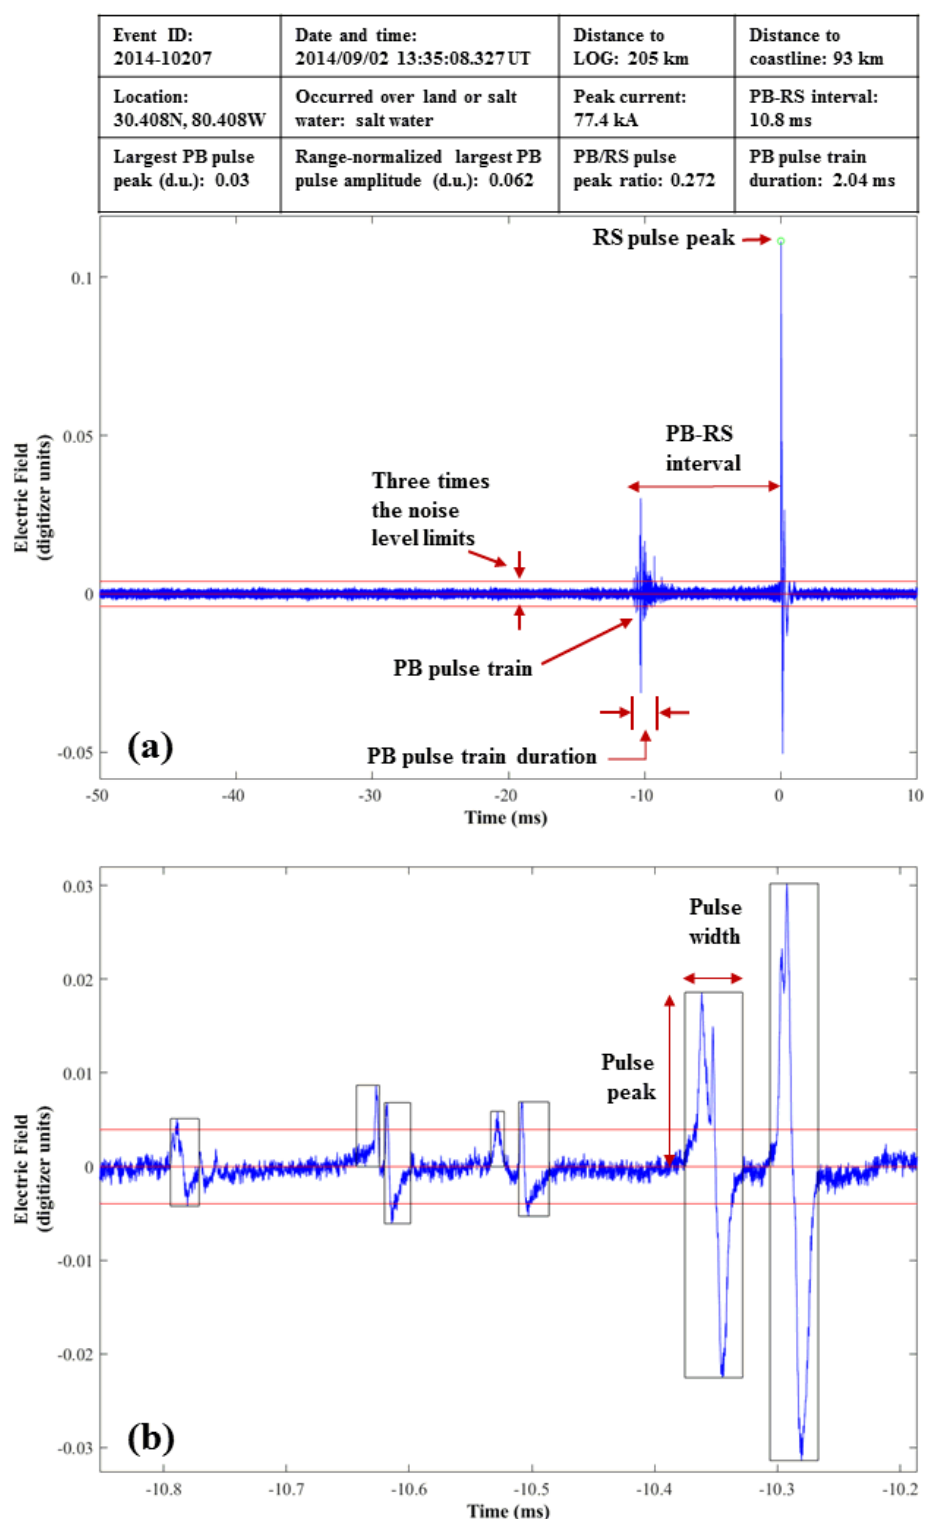 Event ID:
2014-10207
Date and time:
2014/09/02 13:35:08.327 UT
Distance to
LOG: 205 km
Distance to
coastline: 93 km
Location:
30.408N, 80.408W
Occurred over land or salt
water: salt water
Peak current:
77.4 kA
PB-RS interval:
10.8 ms
Largest PB pulse
peak (d.u.): 0.03
Range-normalized largest PB
pulse amplitude (d.u.): 0.062
PB/RS pulse
peak ratio: 0.272
PB pulse train
duration: 2.04 ms
RS pulse peak
0.1
PB-RS
interval
0.05
Three times
the noise
level limits
Electric Field
(digitizer units)
0
PB pulse train
(a)
PB pulse train duration
-0.05
-50
-40
-30
-20
-10
0
10
Time (ms)
0.03
Pulse
width
0.02
Pulse
peak
0.01
Electric Field
(digitizer units)
0
-0.01
-0.02
(b)
-0.03
-10.8
-10.7
-10.6
-10.5
-10.4
-10.3
-10.2
Time (ms)